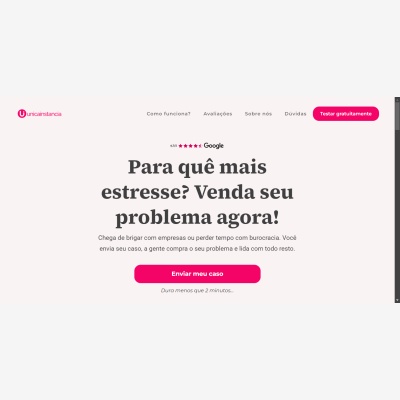 unicainstancia
Como funciona? Avaliações Sobre nós Dúvidas Testar gratuitamente
Google
Para quê mais
estresse? Venda seu
problema agora!
Chega de brigar com empresas ou perder tempo com burocracia. Você
envia seu caso, a gente compra o seu problema e lida com todo resto.
Enviar meu caso
Dura menos que 2 minutos...